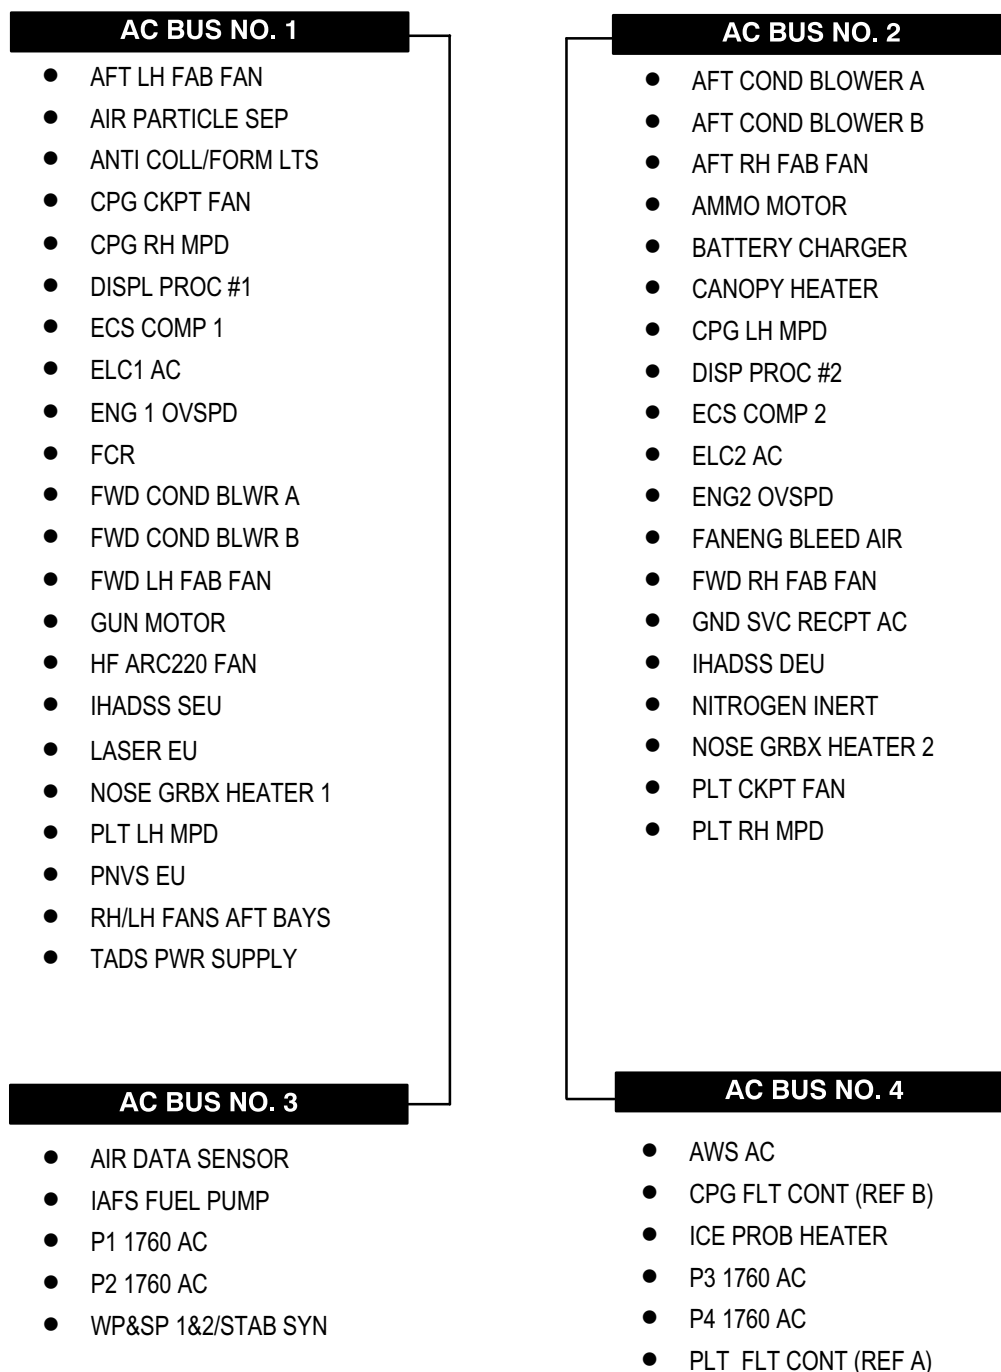 AC BUS NO. 1
AFT LH FAB FAN
AIR PARTICLE SEP
ANTI COLL/FORM LTS
CPG CKPT FAN
CPG RH MPD
DISPL PROC #1
ECS COMP 1
ELC1 AC
ENG 1 OVSPD
FCR
FWD COND BLWR A
FWD COND BLWR B
FWD LH FAB FAN
GUN MOTOR
HF ARC220 FAN
IHADSS SEU
LASER EU
NOSE GRBX HEATER 1
PLT LH MPD
PNVS EU
RH/LH FANS AFT BAYS
TADS PWR SUPPLY
AC BUS NO. 3
AIR DATA SENSOR
IAFS FUEL PUMP
P1 1760 AC
P2 1760 AC
WP&SP 1&2/STAB SYN
AC BUS NO. 2
AFT COND BLOWER A
AFT COND BLOWER B
AFT RH FAB FAN
AMMO MOTOR
BATTERY CHARGER
CANOPY HEATER
CPG LH MPD
DISP PROC #2
ECS COMP 2
ELC2 AC
ENG2 OVSPD
FANENG BLEED AIR
FWD RH FAB FAN
GND SVC RECPT AC
IHADSS DEU
NITROGEN INERT
NOSE GRBX HEATER 2
PLT CKPT FAN
PLT RH MPD
AC BUS NO. 4
AWS AC
CPG FLT CONT (REF B)
ICE PROB HEATER
P3 1760 AC
P4 1760 AC
PLT FLT CONT (REF A)